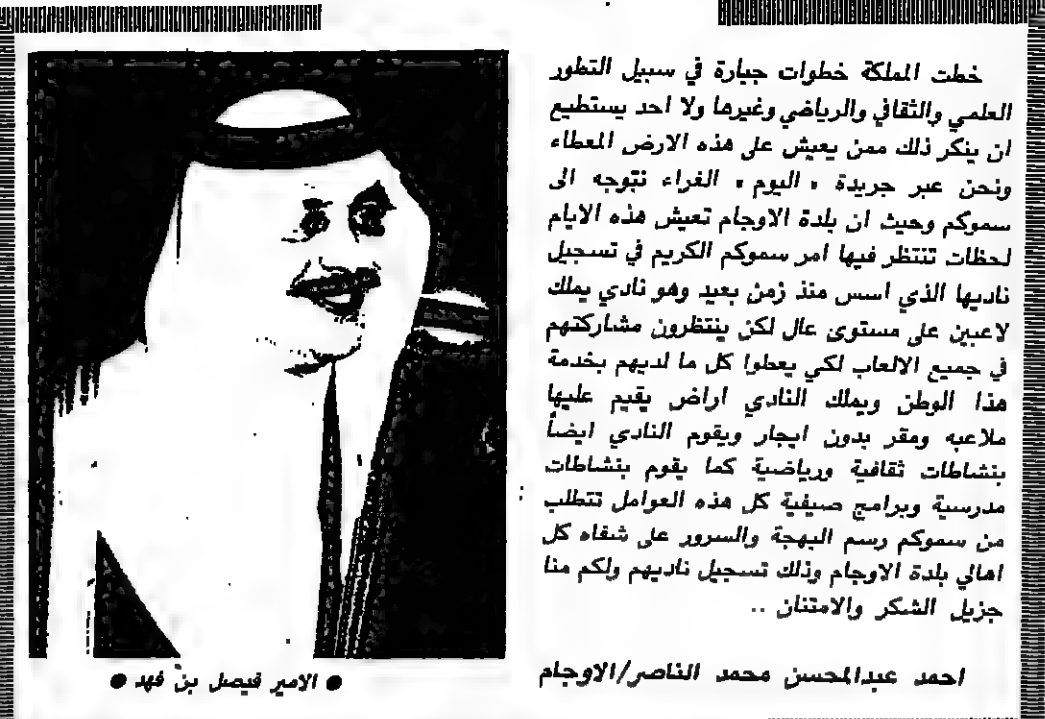 خطت المملكة خطوات جبارة في سبيل التطور
العلمي والثقافي والرياضي وغيرها ولا احد يستطيع
ان ينكر ذلك ممن يعيش على هذه الارض المعطاء
ونحن عبر جريدة « اليوم » الغراء نتوجه الى
سموكم وحيث ان بلدة الاوجام تعيش هذه الايام
لحظات تنتظر فيها امر سموكم الكريم في تسجيل
ناديها الذي اسس منذ زمن بعيد وهو نادي يملك
لاعبين على مستوى عال لكن ينتظرون مشاركتهم
في جميع الالعاب لكي يعطوا كل ما لديهم بخدمة
هذا الوطن ويملك النادي اراض يقيم عليها
ملاعبه ومقر بدون ايجار ويقوم النادي ايضاً
بنشاطات ثقافية ورياضية كما يقوم بنشاطات
مدرسية وبرامج صيفية كل هذه العوامل تتطلب
من سموكم رسم البهجة والسرور على شفاه كل
اهالي بلدة الاوجام وذلك تسجيل ناديهم ولكم منا
جزيل الشكر والامتنان ..
احمد عبدالمحسن محمد الناصر/الاوجام
● الامير فيصل بن فهد ●